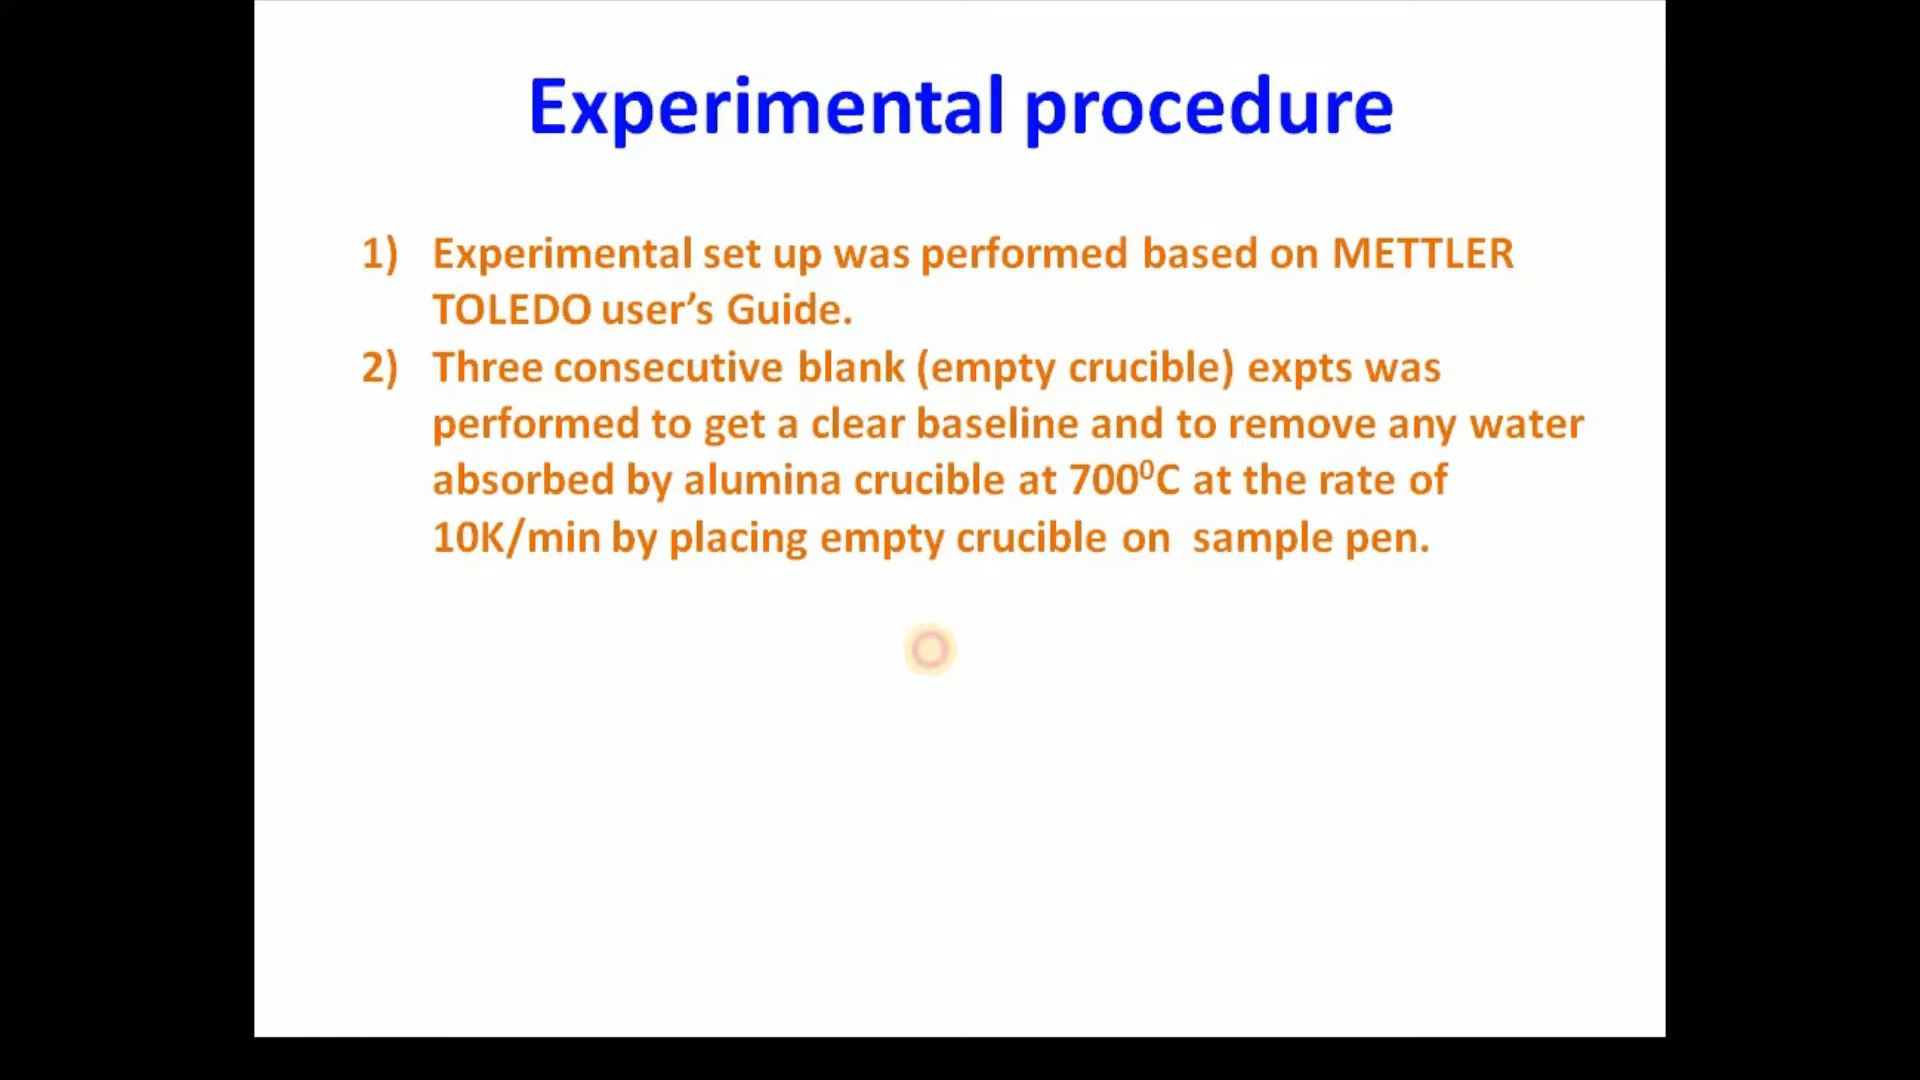 Experimental procedure
1) Experimental set up was performed based on METTLER
TOLEDO user’s Guide.
2) Three consecutive blank (empty crucible) expts was
performed to get a clear baseline and to remove any water
absorbed by alumina crucible at 700⁰C at the rate of
10K/min by placing empty crucible on sample pen.